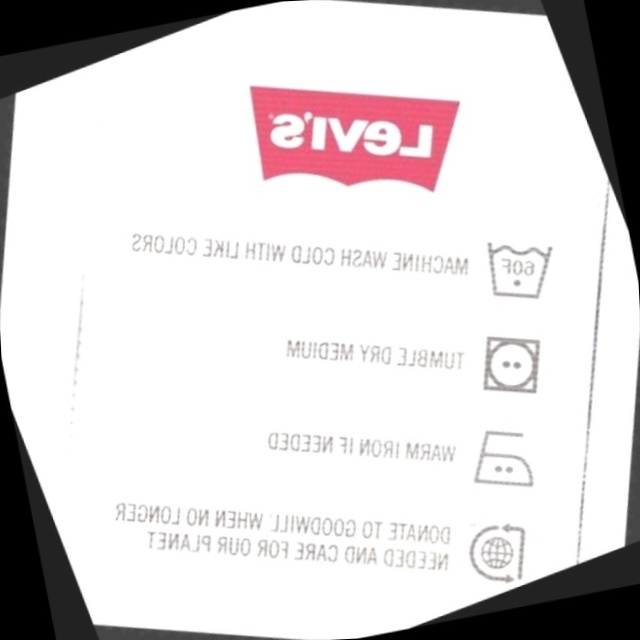 Levi's
60F
MACHINE WASH COLD WITH LIKE COLORS
TUMBLE DRY MEDIUM
WARM IRON IF NEEDED
DONATE TO GOODWILL WHEN NO LONGER
NEEDED AND CARE FOR OUR PLANET